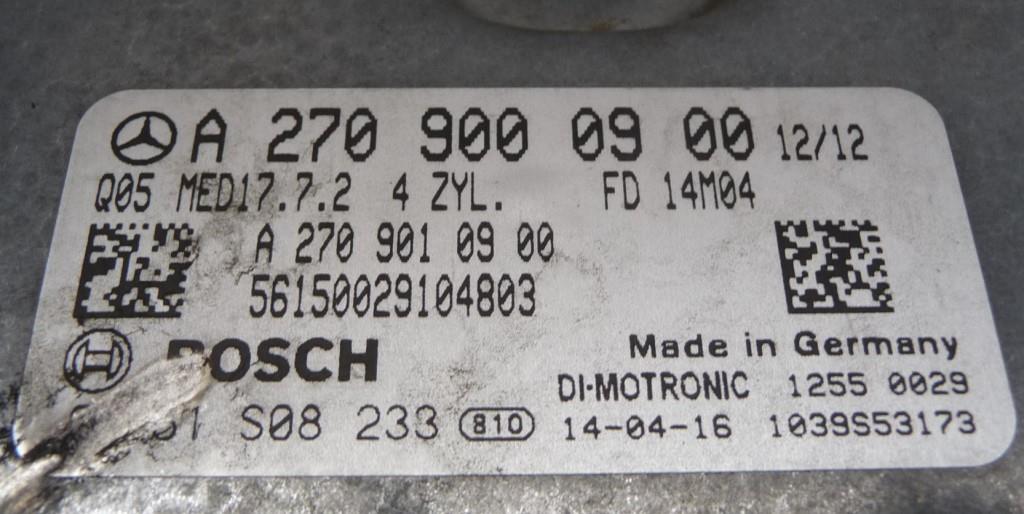 A 270 900 09 00 12/12
Q05 MED17.7.2 4 ZYL. FD 14M04
A 270 901 09 00
56150029104803
BOSCH Made in Germany
DI-MOTRONIC 1255 0029
S08 233 810 14-04-16 1039S53173